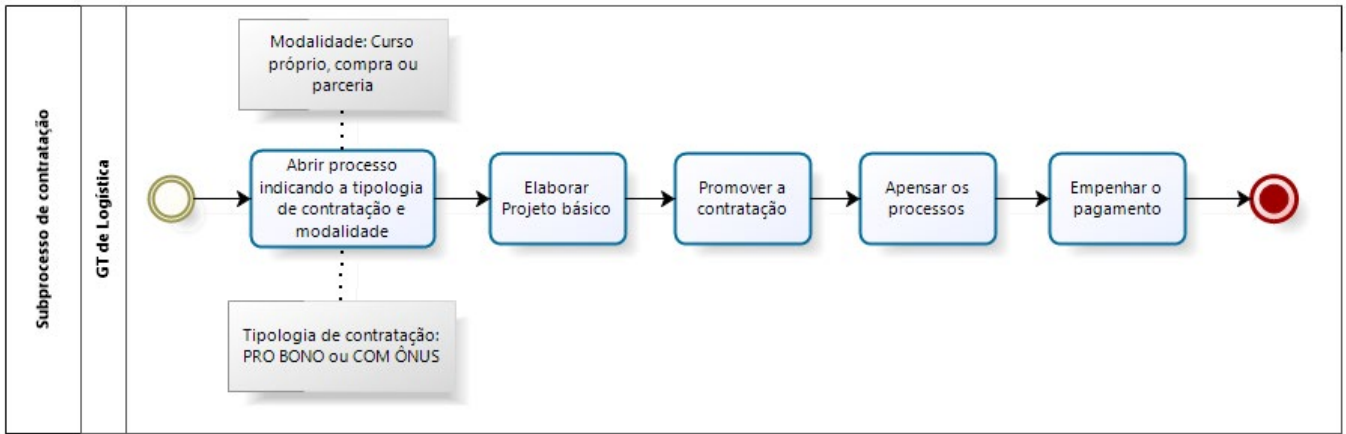 Subprocesso de contratação
GT de Logística
Modalidade: Curso
próprio, compra ou
parceria
Abrir processo
indicando a tipologia
de contratação e
modalidade
Tipologia de contratação:
PRO BONO ou COM ÔNUS
Elaborar
Projeto básico
Promover a
contratação
Apensar os
processos
Empenhar o
pagamento